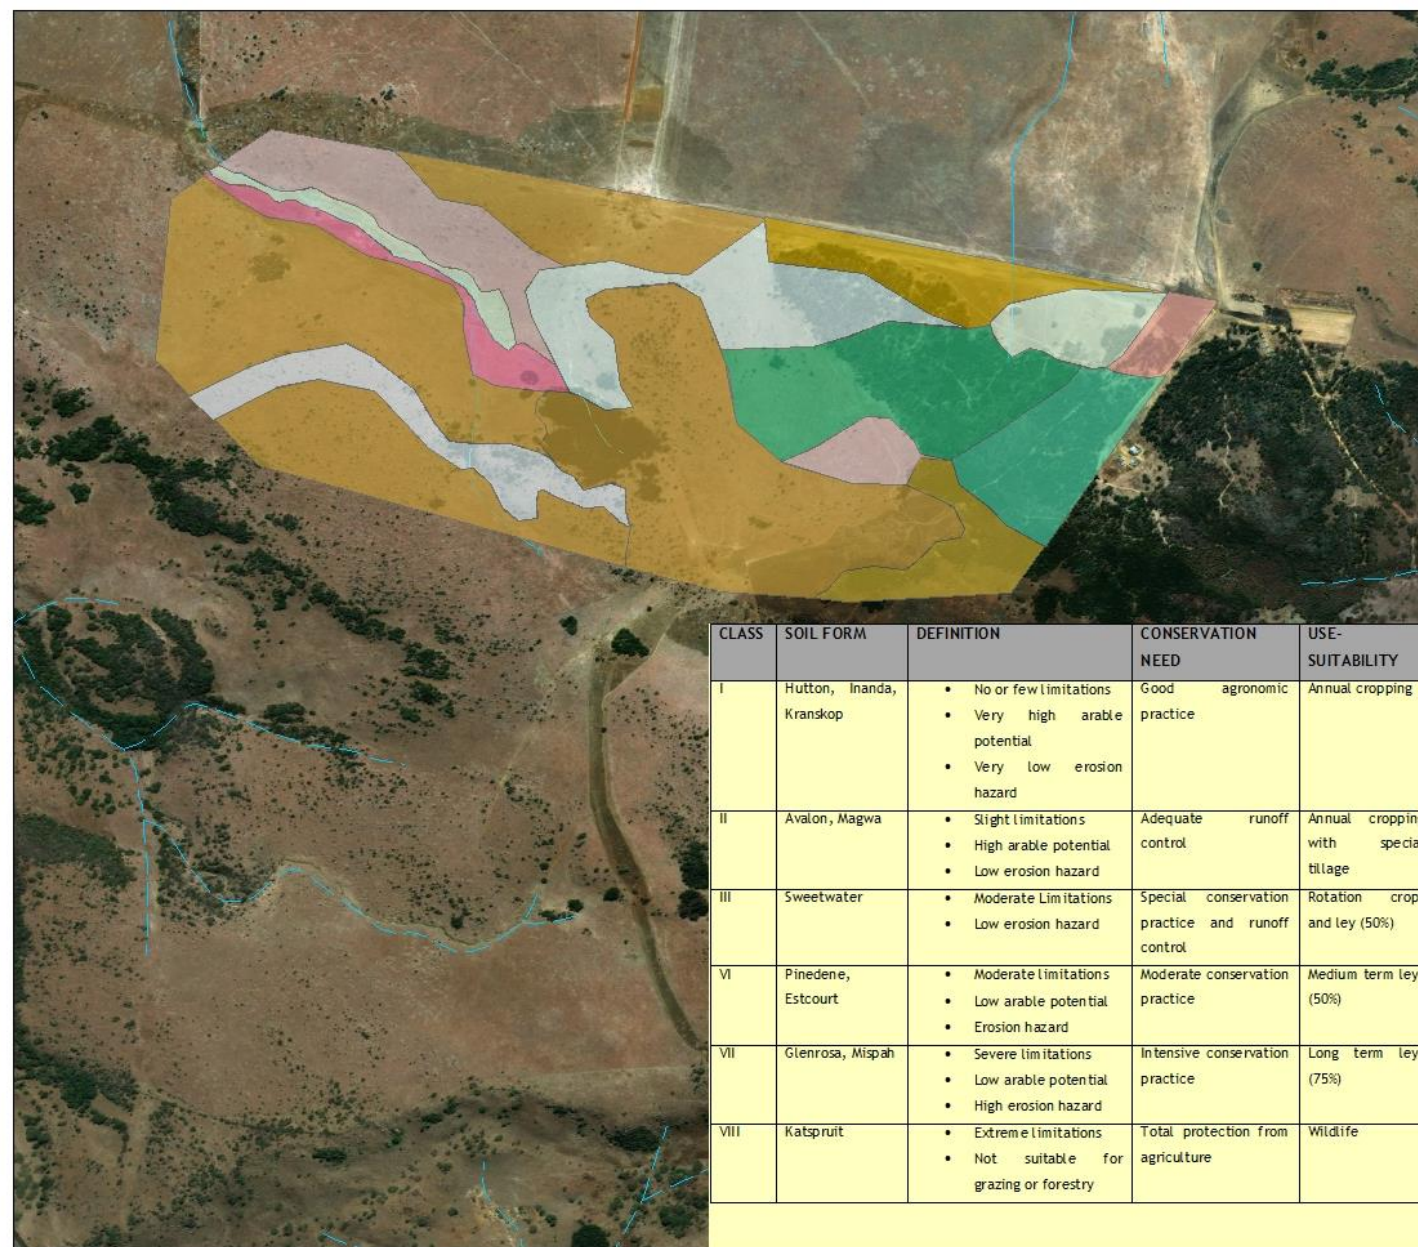 CLASS SOIL FORM DEFINITION CONSERVATION USE-
NEED SUITABILITY
I Hutton, Inanda, • No or few limitations Good agronomic Annual cropping
Kranskop • Very high arable practice
potential
• Very low erosion
hazard
II Avalon, Magwa • Slight limitations Adequate runoff Annual cropping
• High arable potential control with specia
• Low erosion hazard tillage
III Sweetwater • Moderate Limitations Special conservation Rotation crop
• Low erosion hazard practice and runoff and ley (50%)
control
VI Pinedene, • Moderate limitations Moderate conservation Medium term ley
Estcourt • Low arable potential practice (50%)
• Erosion hazard
VII Glenrosa, Mispah • Severe limitations Intensive conservation Long term ley
• Low arable potential practice (75%)
• High erosion hazard
VIII Katspruit • Extreme limitations Total protection from Wildlife
• Not suitable for agriculture
grazing or forestry